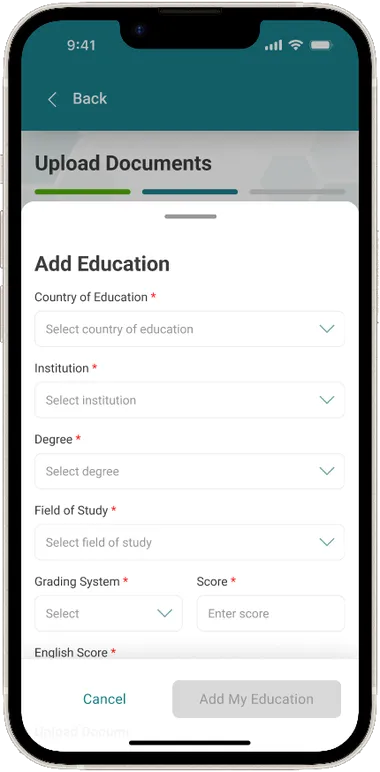 9:41
Back
Upload Documents
Add Education
Country of Education *
Select country of education
Institution *
Select institution
Degree *
Select degree
Field of Study *
Select field of study
Grading System * Score *
Select Enter score
English Score *
Cancel Add My Education